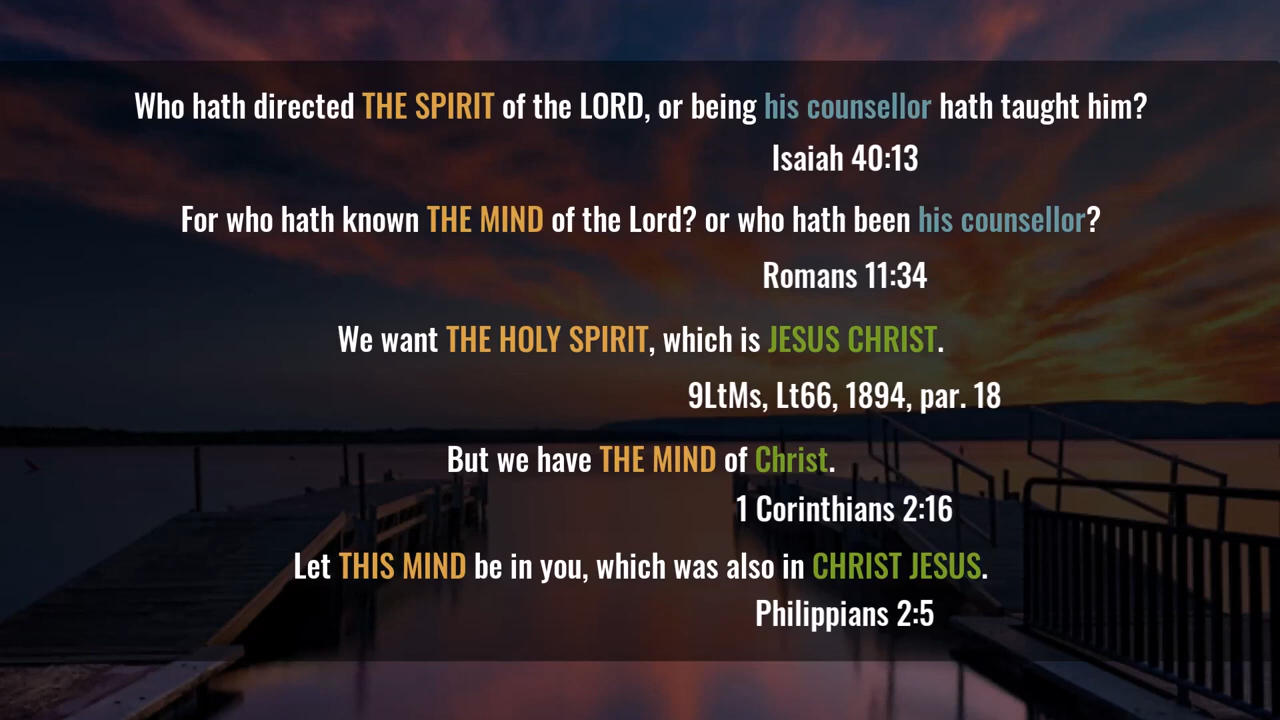 Who hath directed THE SPIRIT of the LORD, or being his counsellor hath taught him?
Isaiah 40:13
For who hath known THE MIND of the Lord? or who hath been his counsellor?
Romans 11:34
We want THE HOLY SPIRIT, which is JESUS CHRIST.
9LtMs, Lt66, 1894, par. 18
But we have THE MIND of Christ.
1 Corinthians 2:16
Let THIS MIND be in you, which was also in CHRIST JESUS.
Philippians 2:5